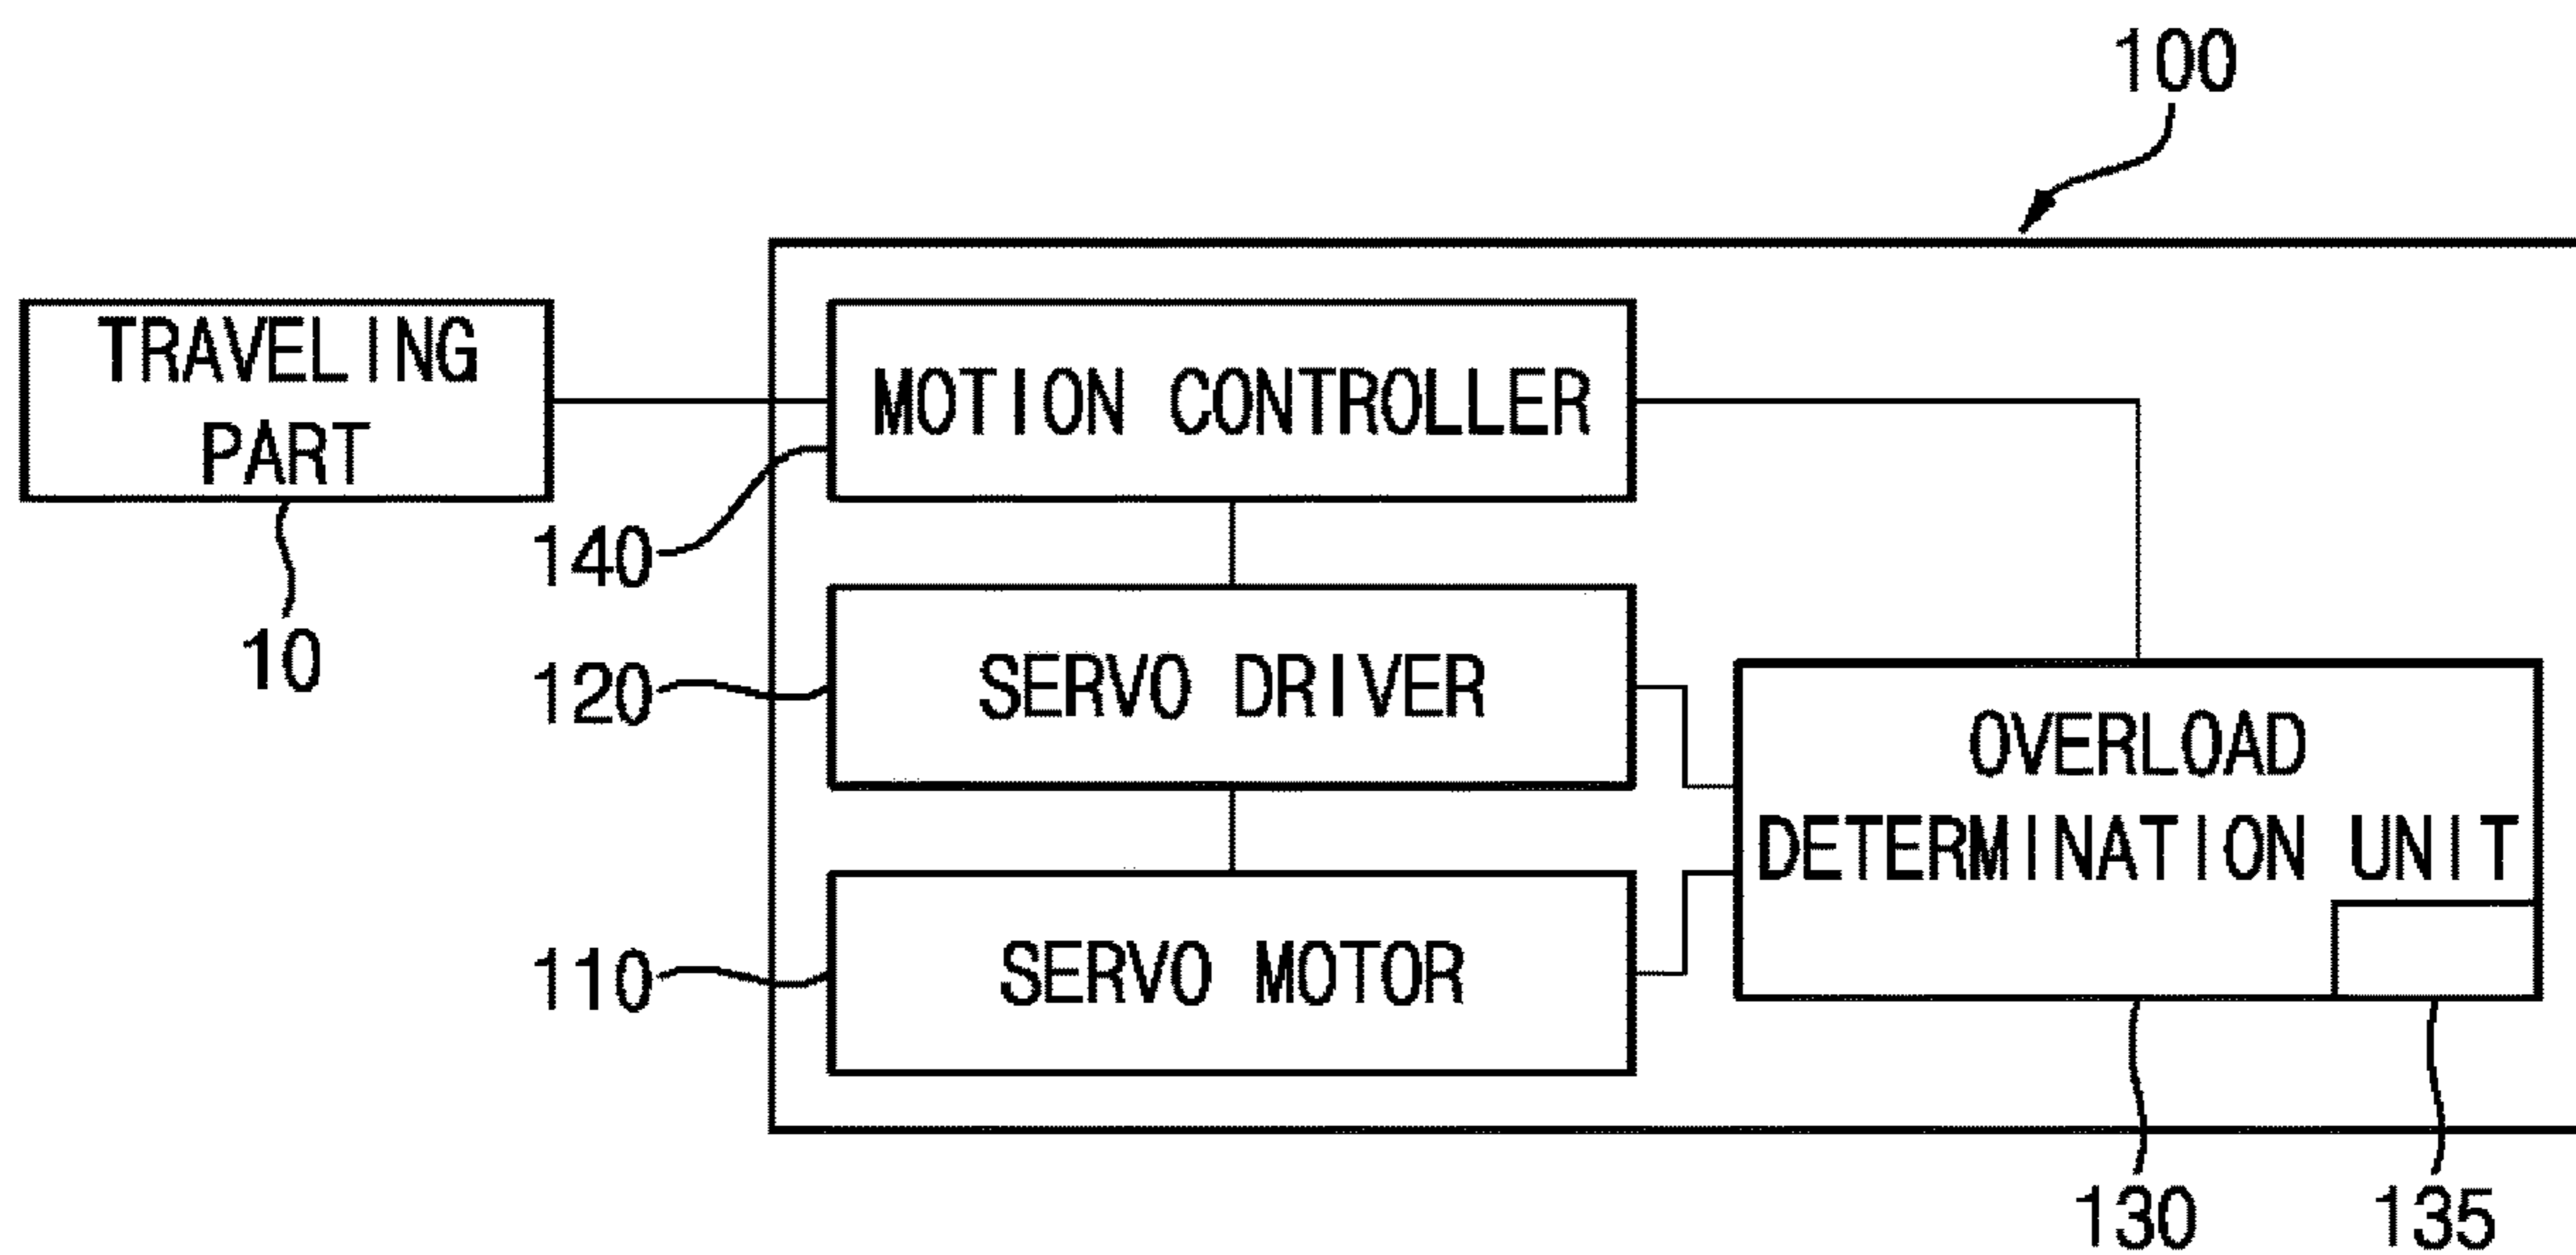 100
TRAVELING
PART
MOTION CONTROLLER
140
10
SERVO DRIVER
120
OVERLOAD
DETERMINATION UNIT
SERVO MOTOR
110
130
135